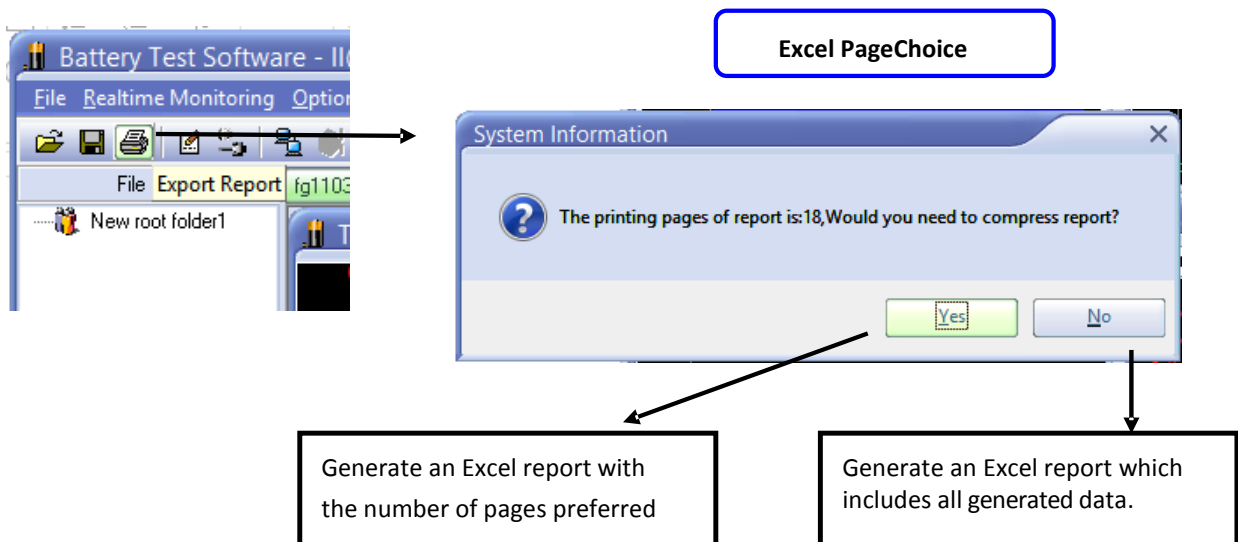 Excel PageChoice
Battery Test Software - II
File Realtime Monitoring Option
File Export Report fg1103
New root folder1
T
System Information
The printing pages of report is:18,Would you need to compress report?
Yes No
Generate an Excel report with
the number of pages preferred
Generate an Excel report which
includes all generated data.